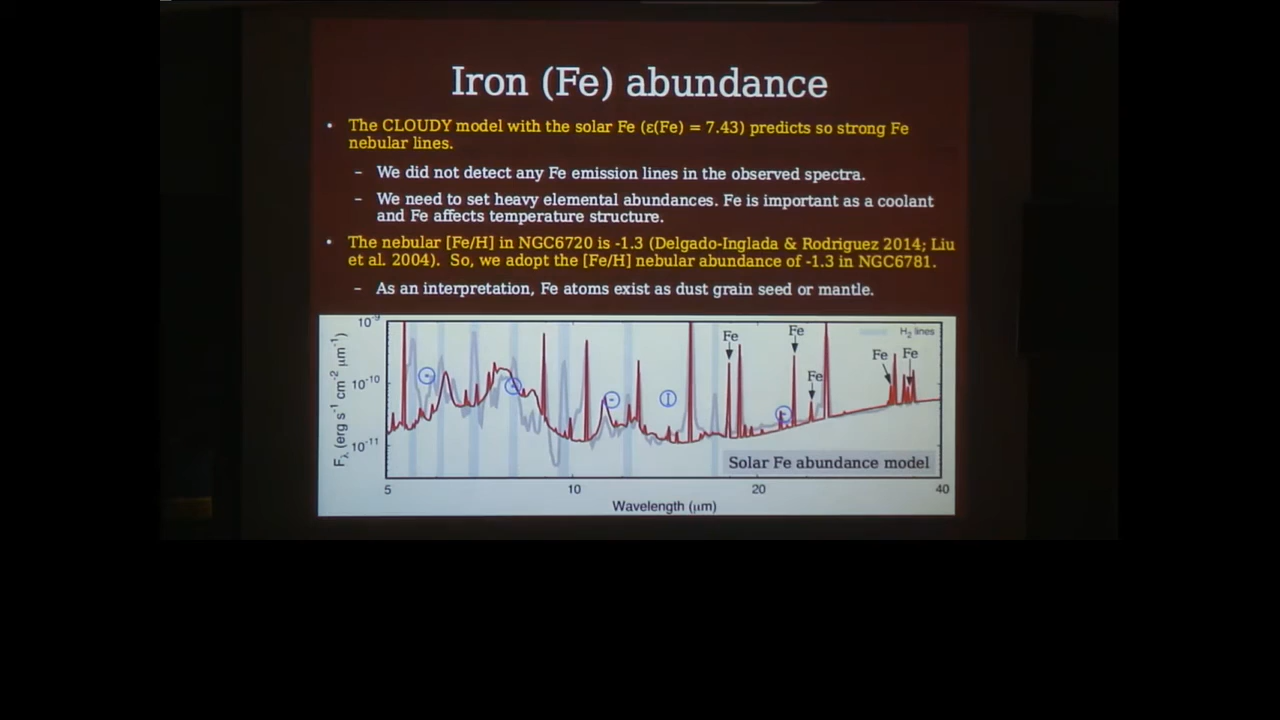 Iron (Fe) abundance
• The CLOUDY model with the solar Fe (ε(Fe) = 7.43) predicts so strong Fe
nebular lines.
– We did not detect any Fe emission lines in the observed spectra.
– We need to set heavy elemental abundances. Fe is important as a coolant
and Fe affects temperature structure.
• The nebular [Fe/H] in NGC6720 is -1.3 (Delgado-Inglada & Rodriguez 2014; Liu
et al. 2004). So, we adopt the [Fe/H] nebular abundance of -1.3 in NGC6781.
– As an interpretation, Fe atoms exist as dust grain seed or mantle.
10⁻⁹
10⁻¹⁰
10⁻¹¹
Fλ (erg s⁻¹ cm⁻² μm⁻¹)
H₂ lines
Fe
Fe
Fe
Fe
Fe
Solar Fe abundance model
5
10
20
40
Wavelength (μm)